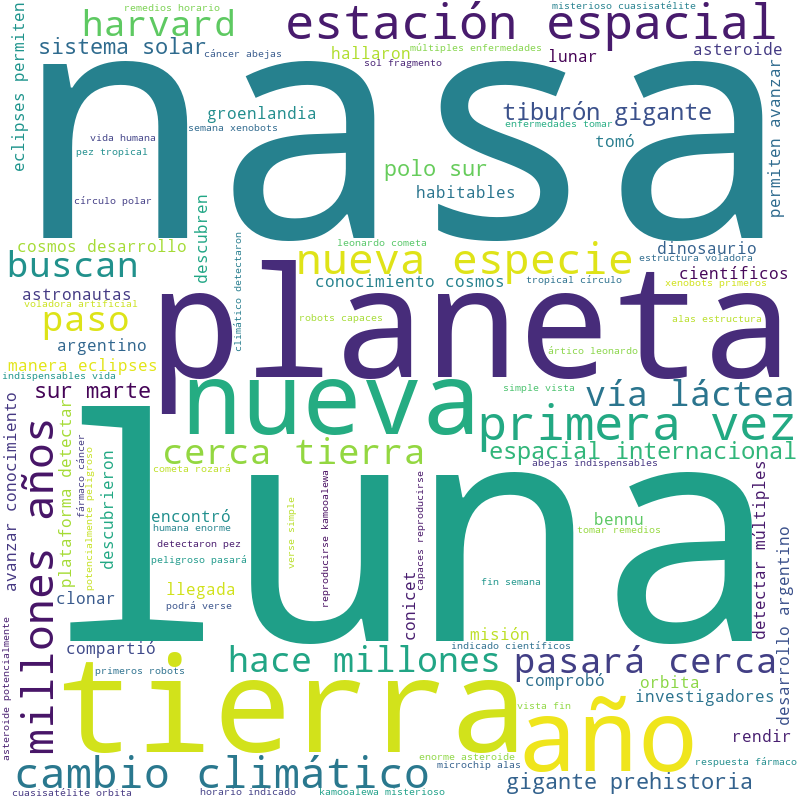 remedios horario
misterioso cuasisatélite
harvard
estación espacial
sistema solar
cáncer abejas
hallaron
múltiples enfermedades
sol fragmento
lunar
asteroide
eclipses permiten
nasa
groenlandia
semana xenobots
tiburón gigante
enfermedades tomar
tomó
permiten avanzar
vida humana
pez tropical
polo sur
habitables
círculo polar
cosmos desarrollo
descubren
climático detectaron
leonardo cometa
nueva especie
dinosaurio
estructura voladora
buscan
conocimiento cosmos
tropical círculo
científicos
xenobots primeros
astronautas
voladora artificial
planeta
paso
robots capaces
alas estructura
argentino
manera eclipses
ártico leonardo
indispensables vida
sur marte
nueva
simple vista
vía láctea
avanzar conocimiento
millones años
plataforma detectar
fármaco cáncer
potencialmente peligroso
descubrieron
primera vez
cerca tierra
espacial internacional
cometa rozará
abejas indispensables
luna
encontró
humana enorme
detectaron pez
peligroso pasará
verse simple
reproducirse kamooalewa
conicet
capaces reproducirse
bennu
tomar remedios
detectar múltiples
fin semana
llegada
clonar
podrá verse
misión
desarrollo argentino
asteroide potencialmente
compartió
indicado científicos
primeros robots
hace millones
pasará cerca
comprobó
orbita
investigadores
tierra
vista fin
año
rendir
cambio climático
enorme asteroide
microchip alas
respuesta fármaco
gigante prehistoria
cuasisatélite orbita
horario indicado
kamooalewa misterioso